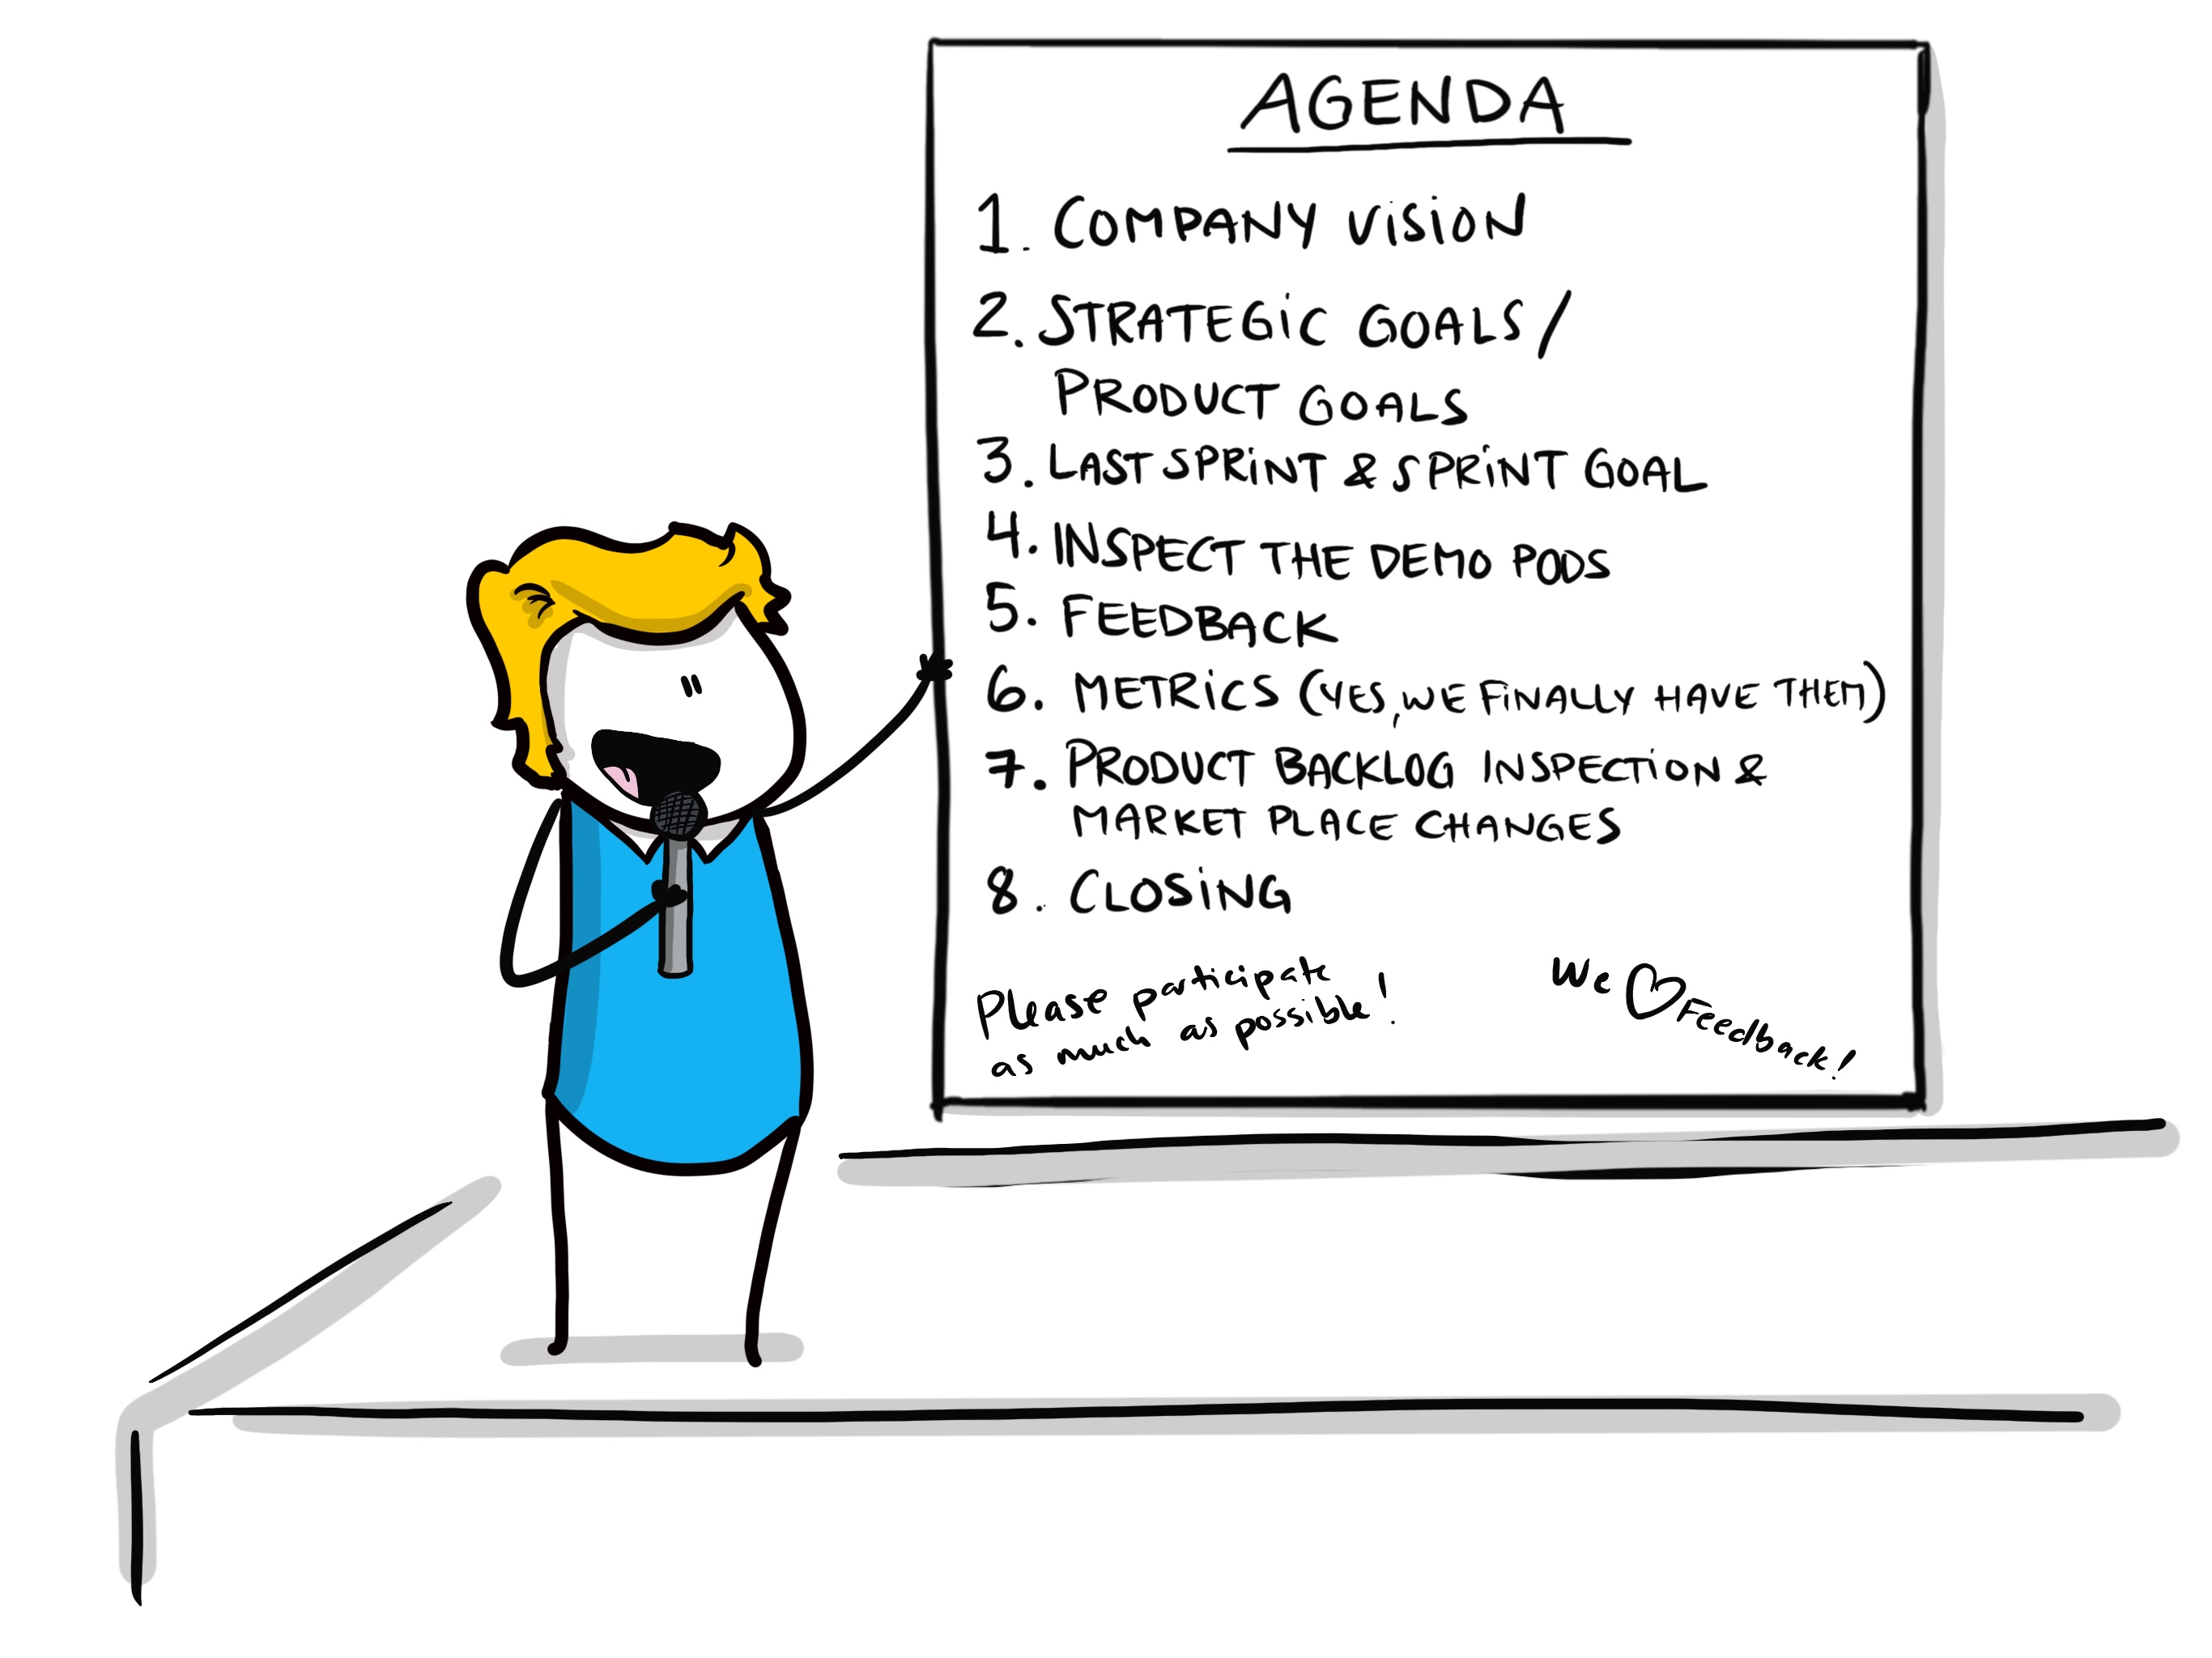 AGENDA
1. COMPANY VISION
2. STRATEGIC GOALS/
PRODUCT GOALS
3. LAST SPRINT & SPRINT GOAL
4. INSPECT THE DEMO PODS
5. FEEDBACK
6. METRICS (YES, WE FINALLY HAVE THEM)
7. PRODUCT BACKLOG INSPECTION &
MARKET PLACE CHANGES
8. CLOSING
Please participate
as much as possible!
We ♡ Feedback!